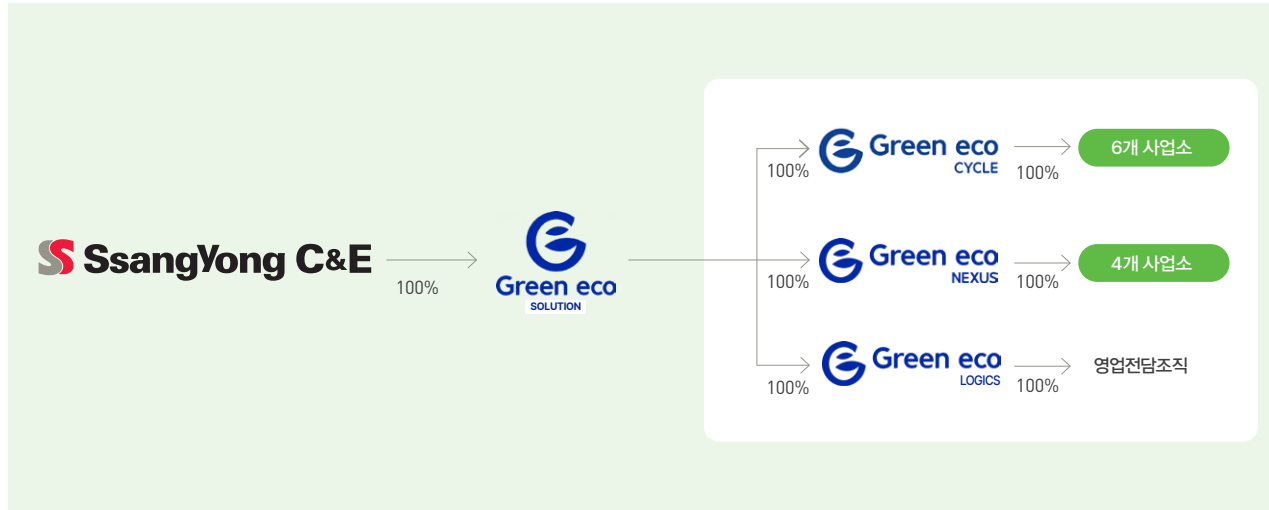 SsangYong C&E
100%
Green eco
SOLUTION
100%
Green eco
CYCLE
100%
6개 사업소
100%
Green eco
NEXUS
100%
4개 사업소
100%
Green eco
LOGICS
100%
영업전담조직